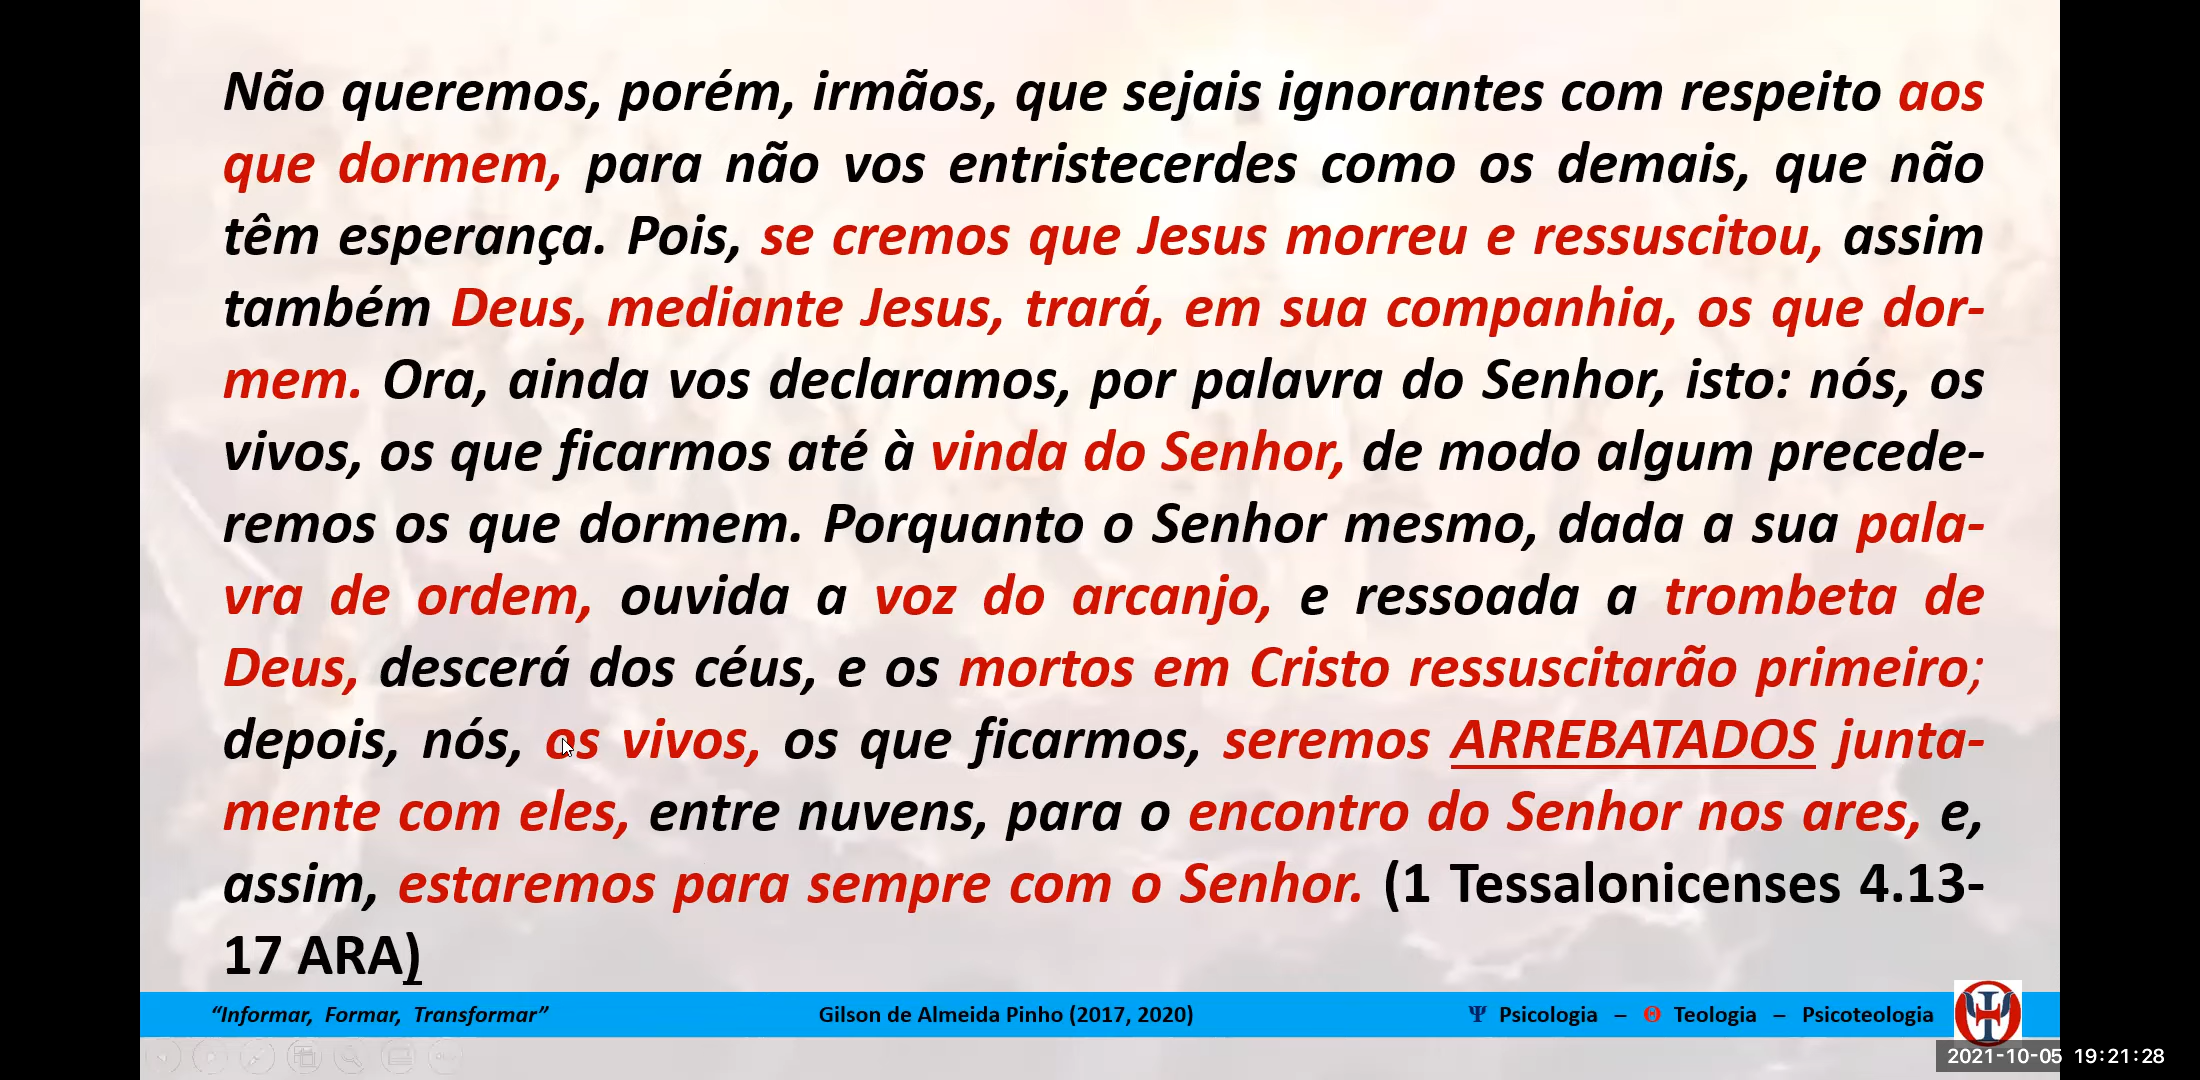 Não queremos, porém, irmãos, que sejais ignorantes com respeito aos
que dormem, para não vos entristecerdes como os demais, que não
têm esperança. Pois, se cremos que Jesus morreu e ressuscitou, assim
também Deus, mediante Jesus, trará, em sua companhia, os que dor-
mem. Ora, ainda vos declaramos, por palavra do Senhor, isto: nós, os
vivos, os que ficarmos até à vinda do Senhor, de modo algum precede-
remos os que dormem. Porquanto o Senhor mesmo, dada a sua pala-
vra de ordem, ouvida a voz do arcanjo, e ressoada a trombeta de
Deus, descerá dos céus, e os mortos em Cristo ressuscitarão primeiro;
depois, nós, os vivos, os que ficarmos, seremos ARREBATADOS junta-
mente com eles, entre nuvens, para o encontro do Senhor nos ares, e,
assim, estaremos para sempre com o Senhor. (1 Tessalonicenses 4.13-
17 ARA)
“Informar, Formar, Transformar” Gilson de Almeida Pinho (2017, 2020) Ψ Psicologia – Θ Teologia – Psicoteologia
2021-10-05 19:21:28